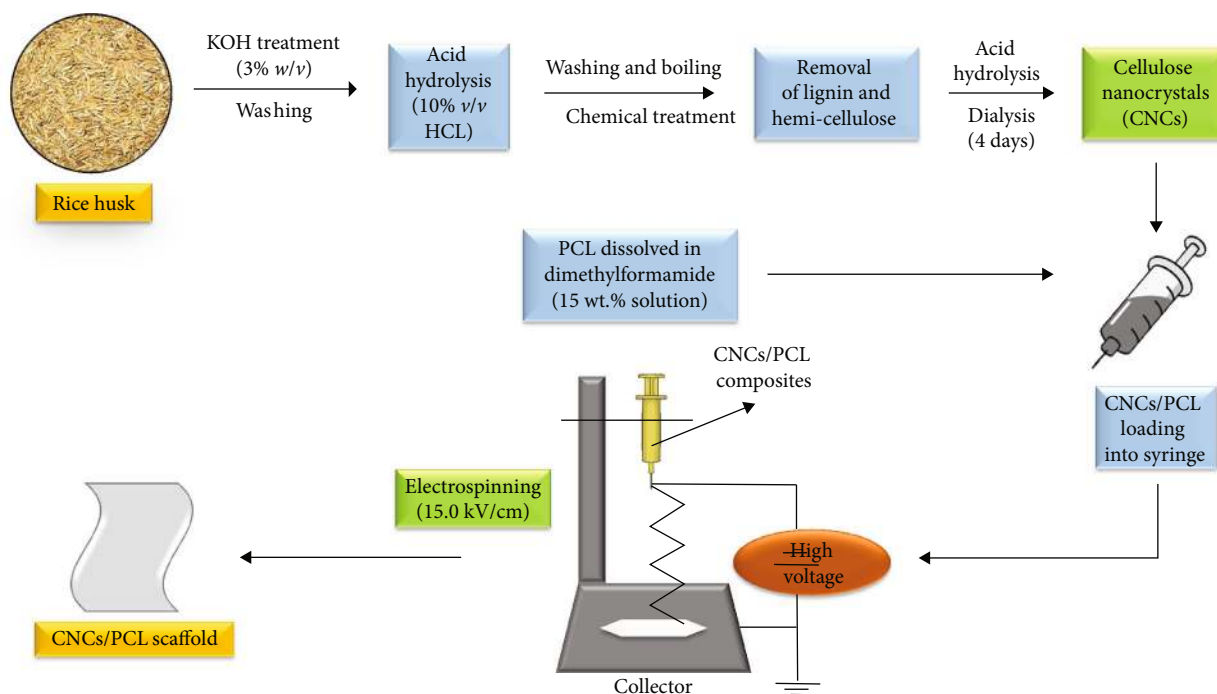 KOH treatment
(3% w/v)
Washing
Rice husk
Acid
hydrolysis
(10% v/v
HCL)
Washing and boiling
Chemical treatment
Removal
of lignin and
hemi-cellulose
Acid
hydrolysis
Dialysis
(4 days)
Cellulose
nanocrystals
(CNCs)
PCL dissolved in
dimethylformamide
(15 wt.% solution)
CNCs/PCL
loading
into syringe
CNCs/PCL
composites
Electrospinning
(15.0 kV/cm)
High
voltage
Collector
CNCs/PCL scaffold